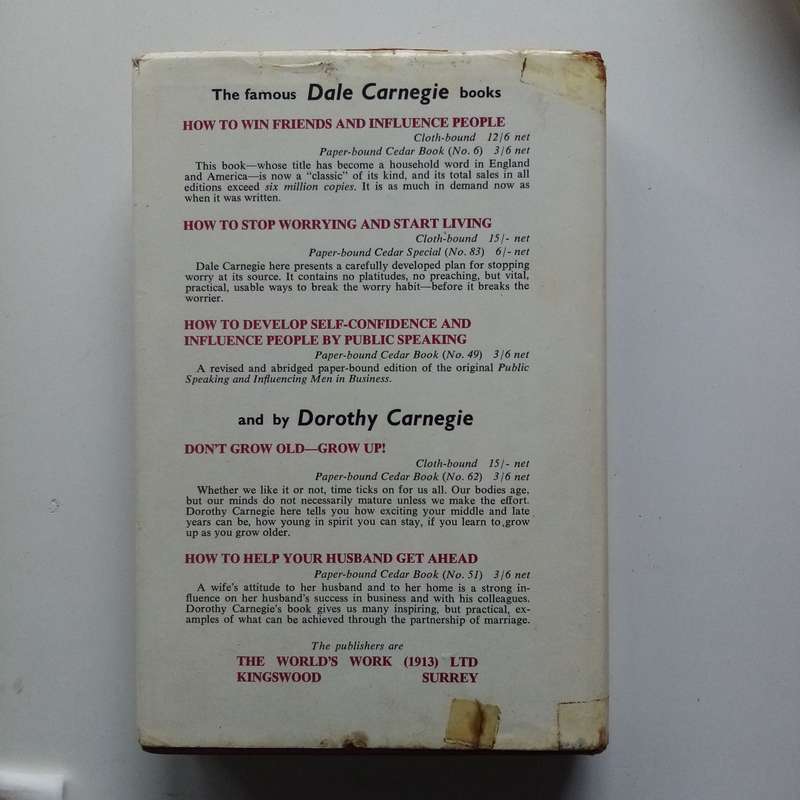 The famous Dale Carnegie books
HOW TO WIN FRIENDS AND INFLUENCE PEOPLE
Cloth-bound 12/6 net
Paper-bound Cedar Book (No. 6) 3/6 net
This book—whose title has become a household word in England
and America—is now a "classic" of its kind, and its total sales in all
editions exceed six million copies. It is as much in demand now as
when it was written.
HOW TO STOP WORRYING AND START LIVING
Cloth-bound 15/- net
Paper-bound Cedar Special (No. 83) 6/- net
Dale Carnegie here presents a carefully developed plan for stopping
worry at its source. It contains no platitudes, no preaching, but vital,
practical, usable ways to break the worry habit—before it breaks the
worrier.
HOW TO DEVELOP SELF-CONFIDENCE AND
INFLUENCE PEOPLE BY PUBLIC SPEAKING
Paper-bound Cedar Book (No. 49) 3/6 net
A revised and abridged paper-bound edition of the original Public
Speaking and Influencing Men in Business.
and by Dorothy Carnegie
DON'T GROW OLD—GROW UP!
Cloth-bound 15/- net
Paper-bound Cedar Book (No. 62) 3/6 net
Whether we like it or not, time ticks on for us all. Our bodies age,
but our minds do not necessarily mature unless we make the effort.
Dorothy Carnegie here tells you how exciting your middle and late
years can be, how young in spirit you can stay, if you learn to grow
up as you grow older.
HOW TO HELP YOUR HUSBAND GET AHEAD
Paper-bound Cedar Book (No. 51) 3/6 net
A wife's attitude to her husband and to her home is a strong in-
fluence on her husband's success in business and with his colleagues.
Dorothy Carnegie's book gives us many inspiring, but practical, ex-
amples of what can be achieved through the partnership of marriage.
The publishers are
THE WORLD'S WORK (1913) LTD
KINGSWOOD SURREY